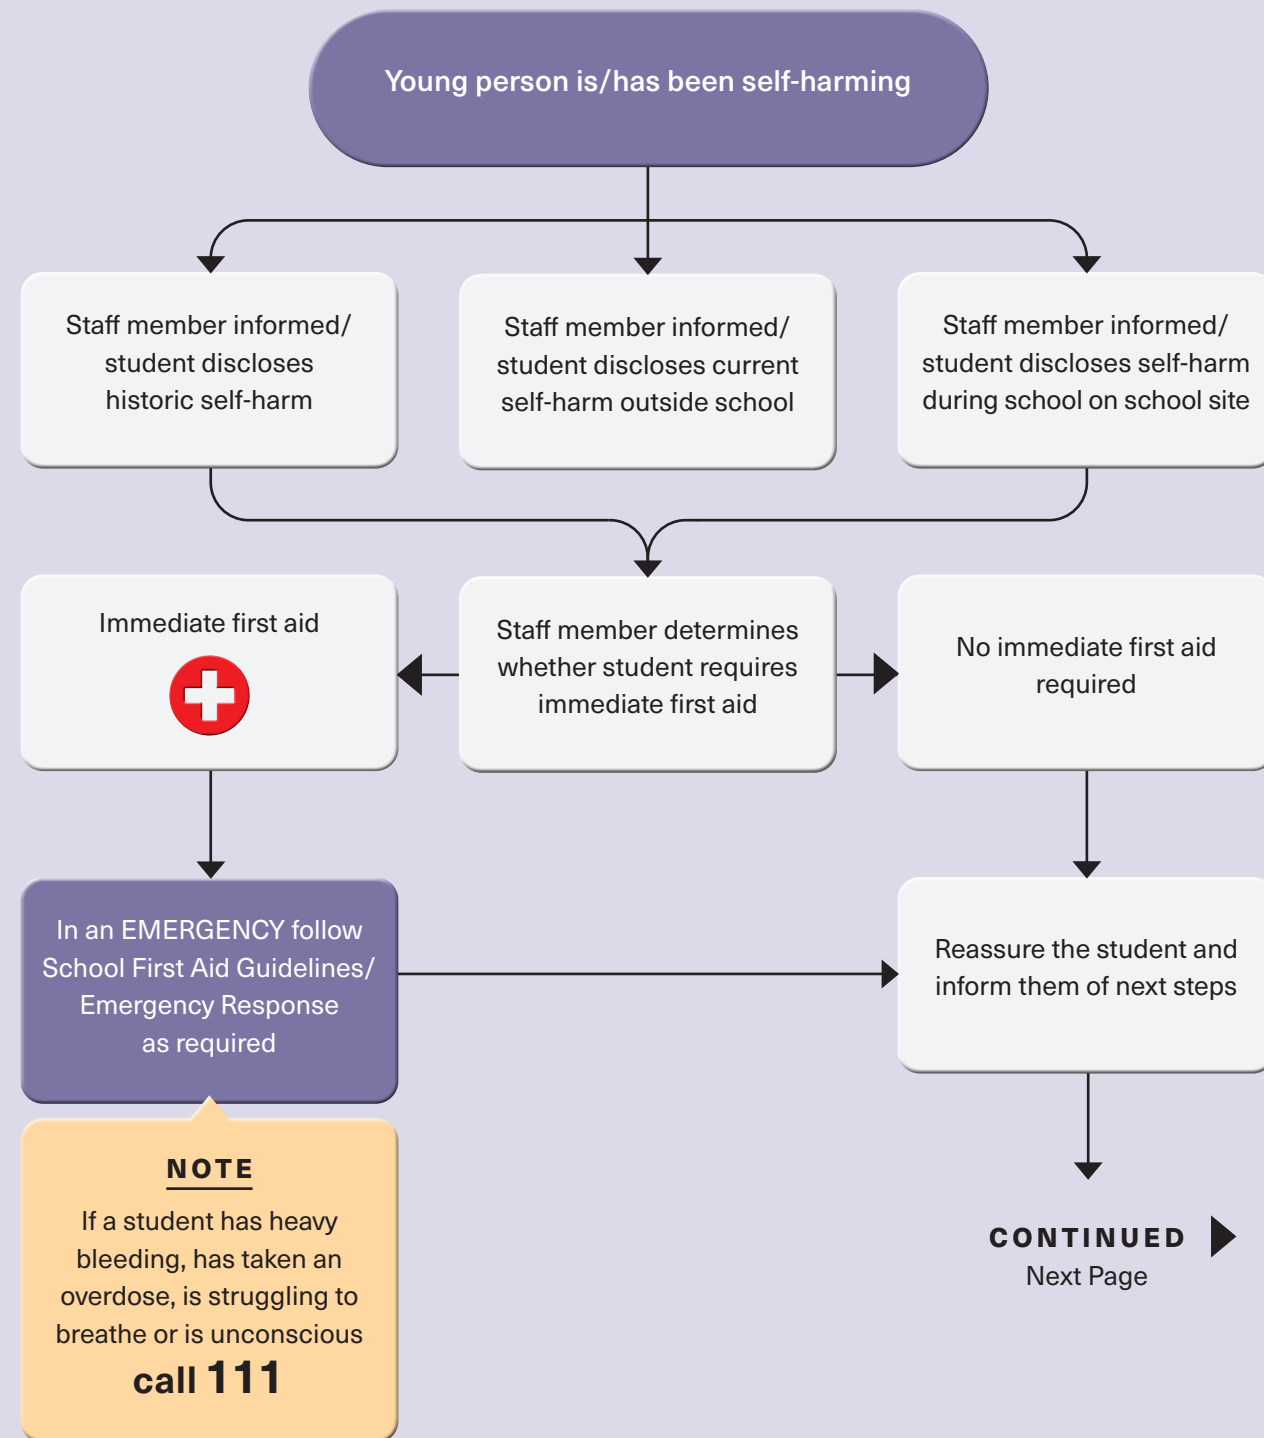 Young person is/has been self-harming
Staff member informed/
student discloses
historic self-harm
Staff member informed/
student discloses current
self-harm outside school
Staff member informed/
student discloses self-harm
during school on school site
Immediate first aid
Staff member determines
whether student requires
immediate first aid
No immediate first aid
required
In an EMERGENCY follow
School First Aid Guidelines/
Emergency Response
as required
Reassure the student and
inform them of next steps
NOTE
If a student has heavy
bleeding, has taken an
overdose, is struggling to
breathe or is unconscious
call 111
CONTINUED
Next Page